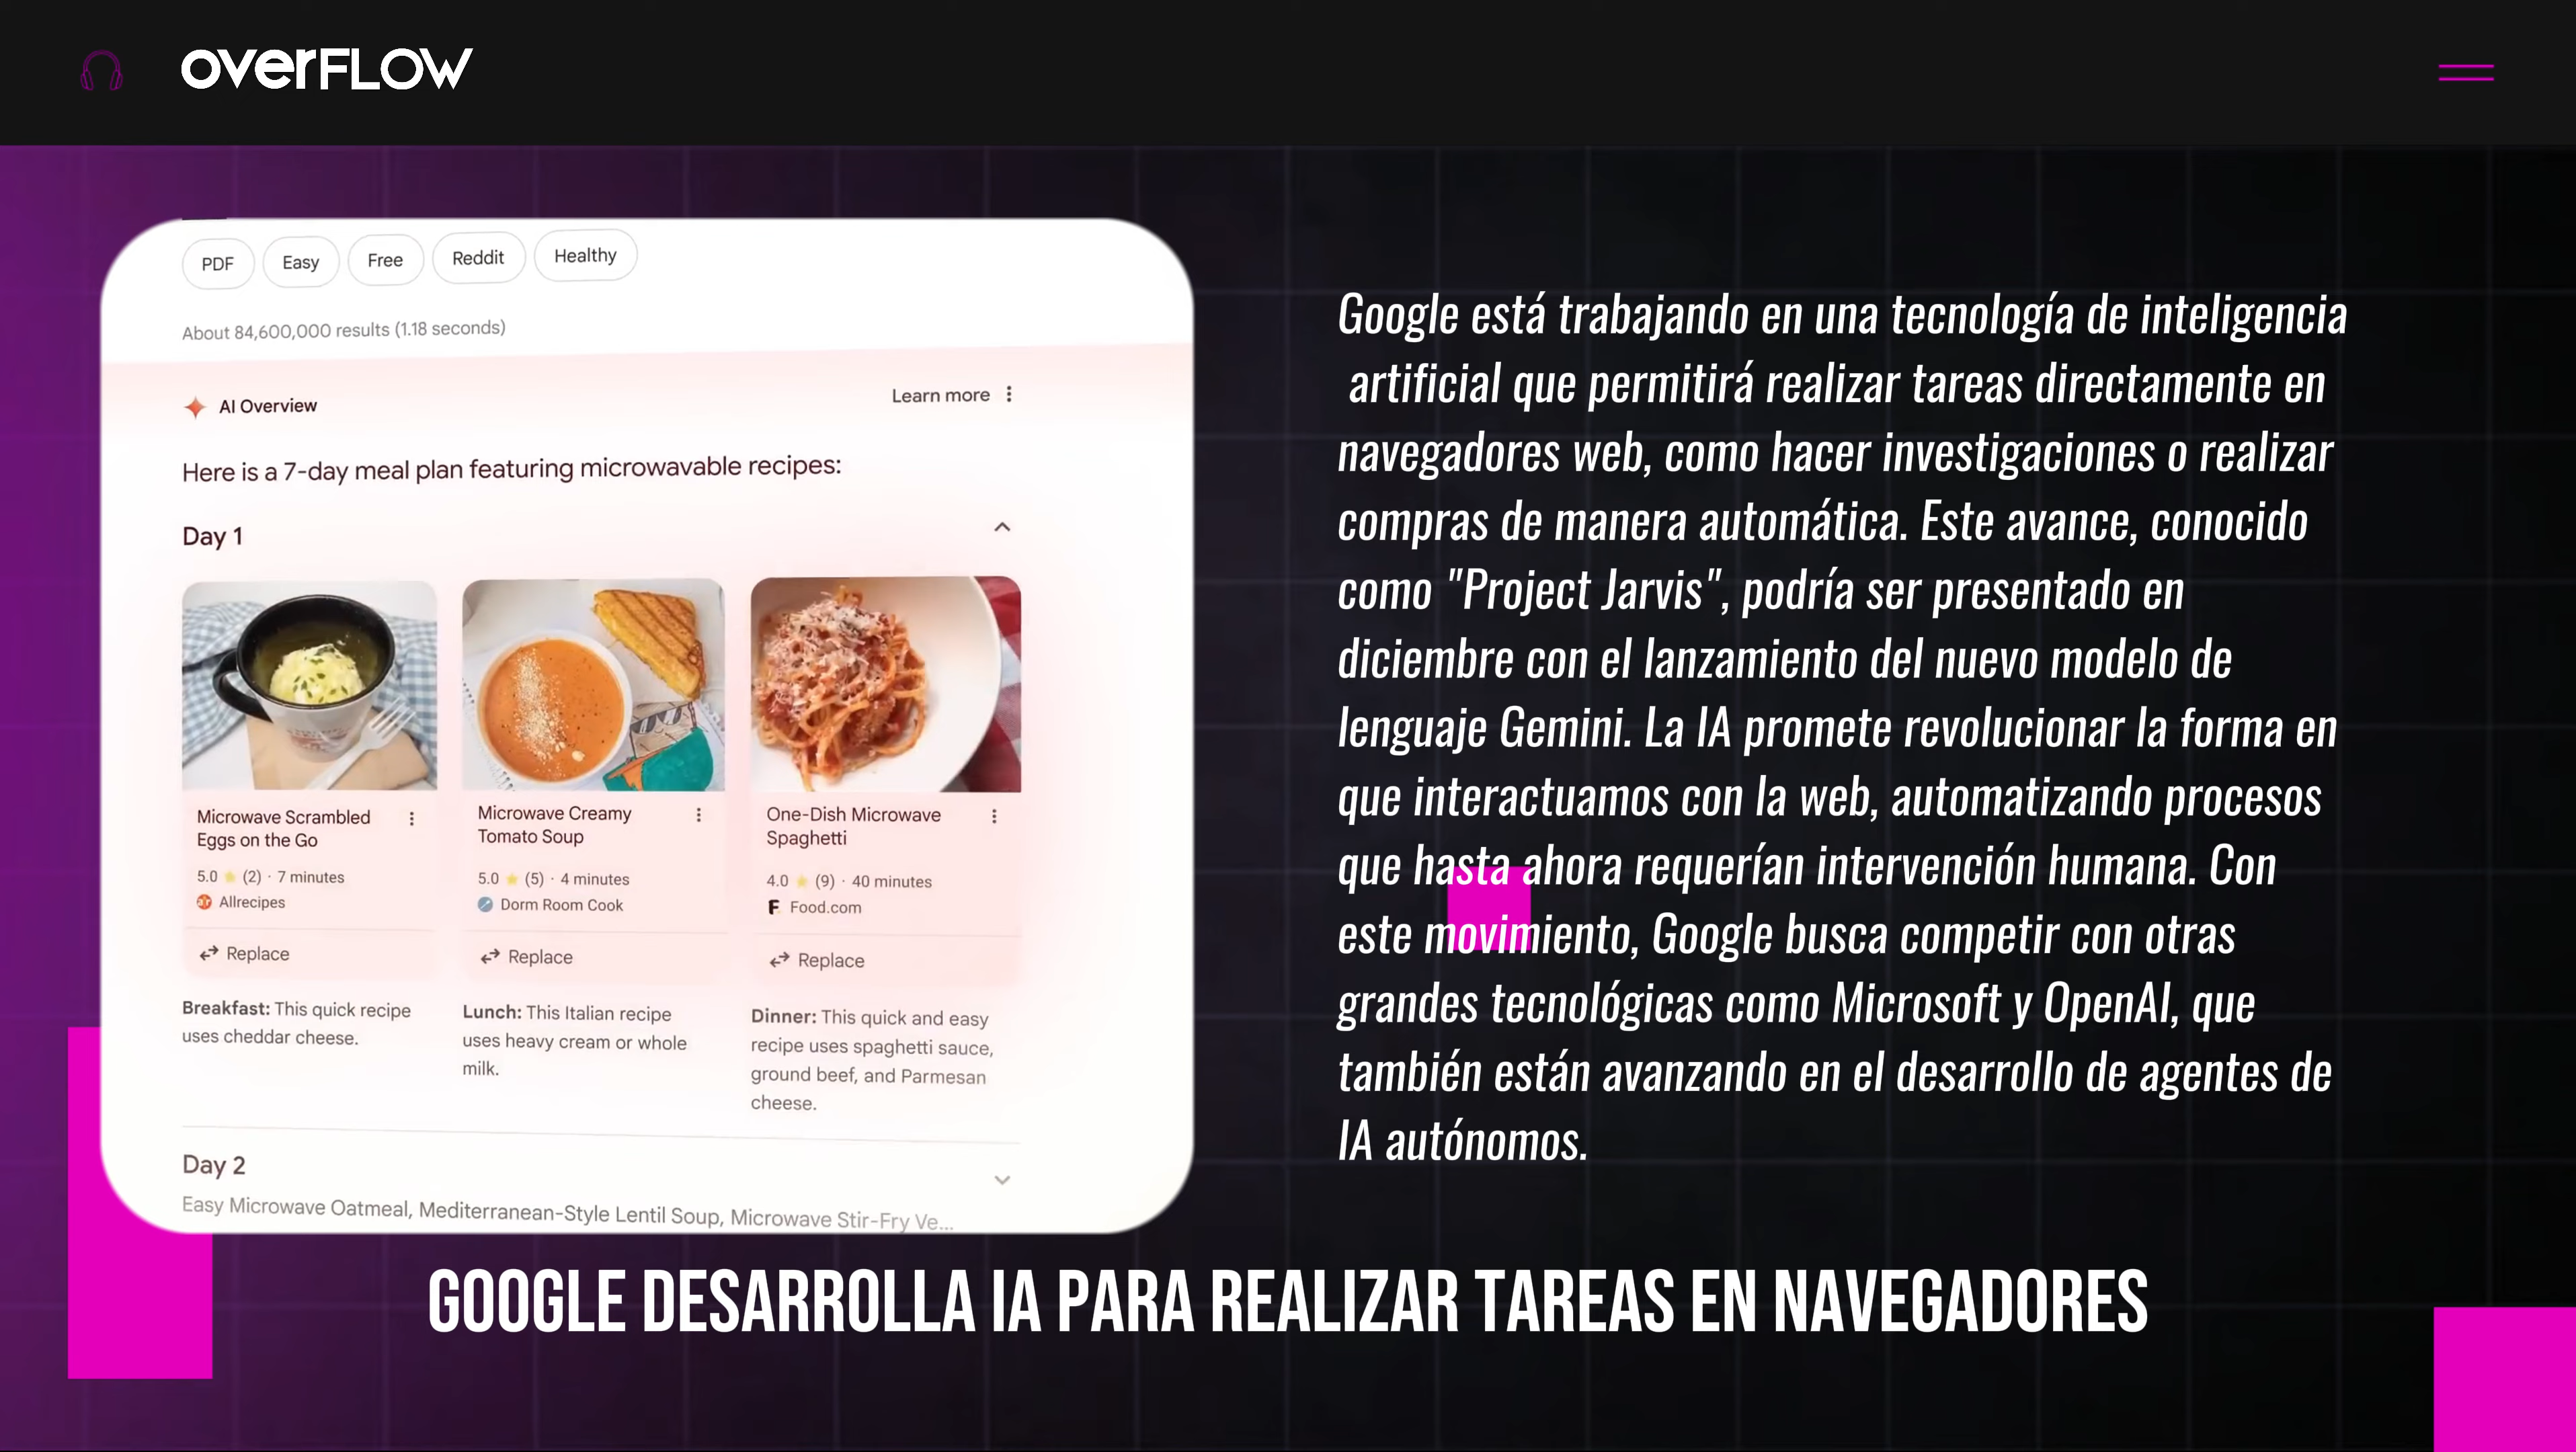 overFLOW
PDF
Easy
Free
Reddit
Healthy
About 84,600,000 results (1.18 seconds)
AI Overview
Learn more
Here is a 7-day meal plan featuring microwavable recipes:
Day 1
Microwave Scrambled
Eggs on the Go
5.0 ★ (2) · 7 minutes
Allrecipes
Replace
Breakfast: This quick recipe
uses cheddar cheese.
Microwave Creamy
Tomato Soup
5.0 ★ (5) · 4 minutes
Dorm Room Cook
Replace
Lunch: This Italian recipe
uses heavy cream or whole
milk.
One-Dish Microwave
Spaghetti
4.0 ★ (9) · 40 minutes
F Food.com
Replace
Dinner: This quick and easy
recipe uses spaghetti sauce,
ground beef, and Parmesan
cheese.
Day 2
Easy Microwave Oatmeal, Mediterranean-Style Lentil Soup, Microwave Stir-Fry Ve...
Google está trabajando en una tecnología de inteligencia
artificial que permitirá realizar tareas directamente en
navegadores web, como hacer investigaciones o realizar
compras de manera automática. Este avance, conocido
como "Project Jarvis", podría ser presentado en
diciembre con el lanzamiento del nuevo modelo de
lenguaje Gemini. La IA promete revolucionar la forma en
que interactuamos con la web, automatizando procesos
que hasta ahora requerían intervención humana. Con
este movimiento, Google busca competir con otras
grandes tecnológicas como Microsoft y OpenAI, que
también están avanzando en el desarrollo de agentes de
IA autónomos.
GOOGLE DESARROLLA IA PARA REALIZAR TAREAS EN NAVEGADORES